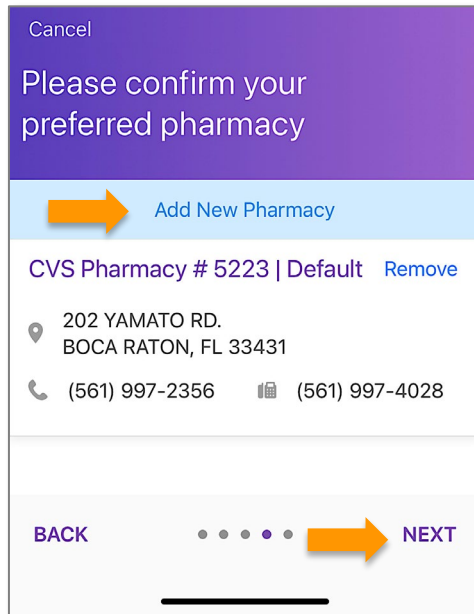 Cancel
Please confirm your
preferred pharmacy
Add New Pharmacy
CVS Pharmacy # 5223 | Default Remove
202 YAMATO RD.
BOCA RATON, FL 33431
(561) 997-2356 (561) 997-4028
BACK NEXT